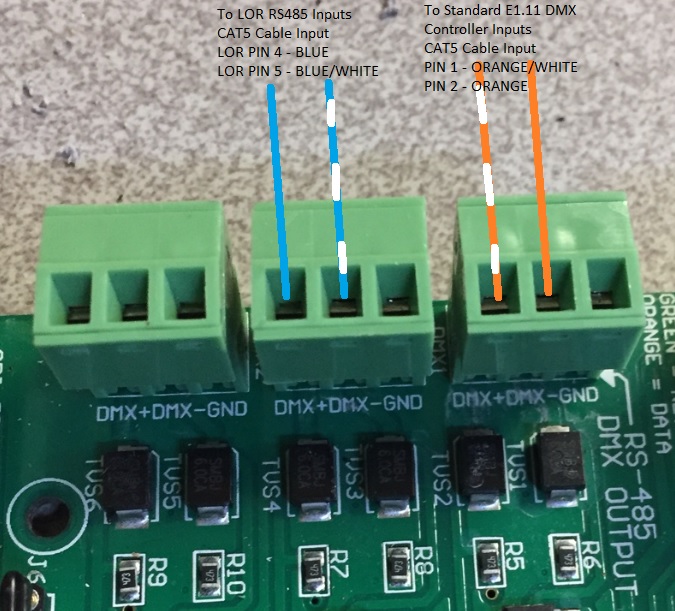 To LOR RS485 Inputs
CAT5 Cable Input
LOR PIN 4 - BLUE
LOR PIN 5 - BLUE/WHITE
To Standard E1.11 DMX
Controller Inputs
CAT5 Cable Input
PIN 1 - ORANGE/WHITE
PIN 2 - ORANGE
GREEN =
ORANGE = DATA
DMX1
DMX+DMX-GND
DMX+DMX-GND
DMX+DMX-GND
RS-485
DMX OUTPUT
TUS6
TUS5
TUS4
TUS3
TUS2
TUS1
R9
R10
R7
R8
R5
R6
J6